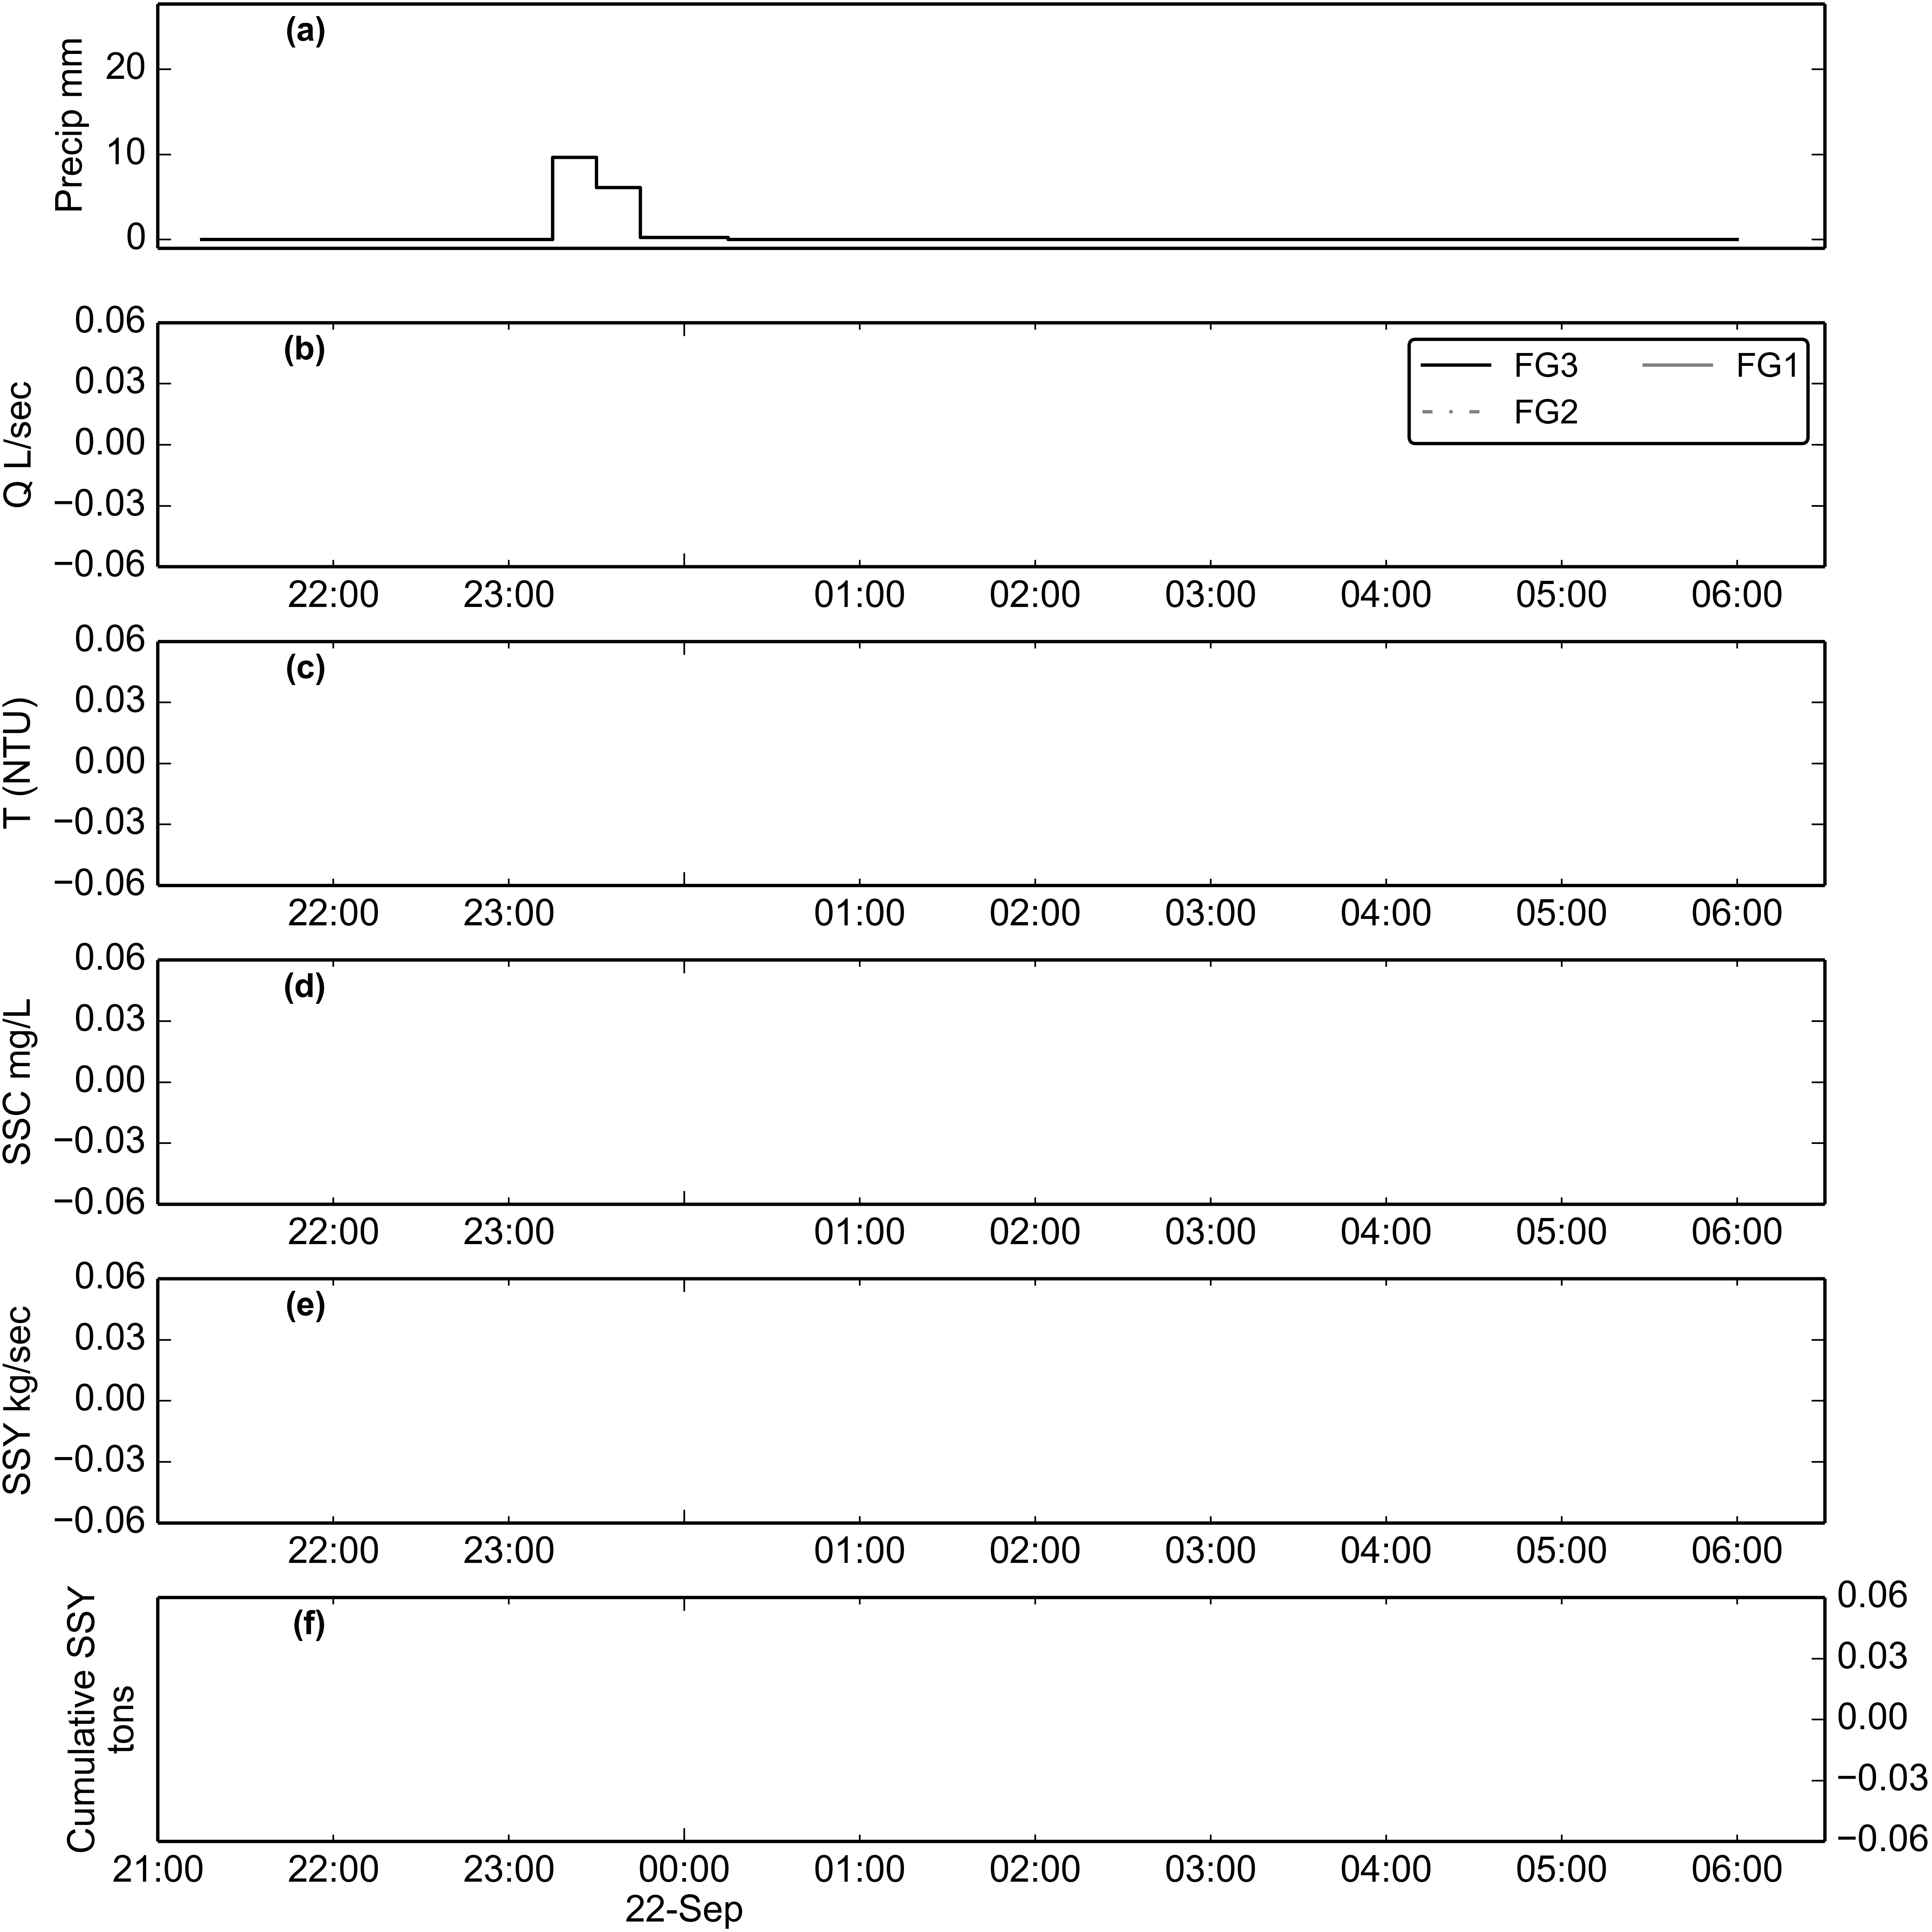 (a)
Precip mm
20
10
0
(b)
Q L/sec
0.06
0.03
0.00
−0.03
−0.06
FG3 FG1
FG2
22:00 23:00 01:00 02:00 03:00 04:00 05:00 06:00
(c)
T (NTU)
0.06
0.03
0.00
−0.03
−0.06
22:00 23:00 01:00 02:00 03:00 04:00 05:00 06:00
(d)
SSC mg/L
0.06
0.03
0.00
−0.03
−0.06
22:00 23:00 01:00 02:00 03:00 04:00 05:00 06:00
(e)
SSY kg/sec
0.06
0.03
0.00
−0.03
−0.06
22:00 23:00 01:00 02:00 03:00 04:00 05:00 06:00
(f)
Cumulative SSY
tons
0.06
0.03
0.00
−0.03
−0.06
21:00 22:00 23:00 00:00 01:00 02:00 03:00 04:00 05:00 06:00
22-Sep